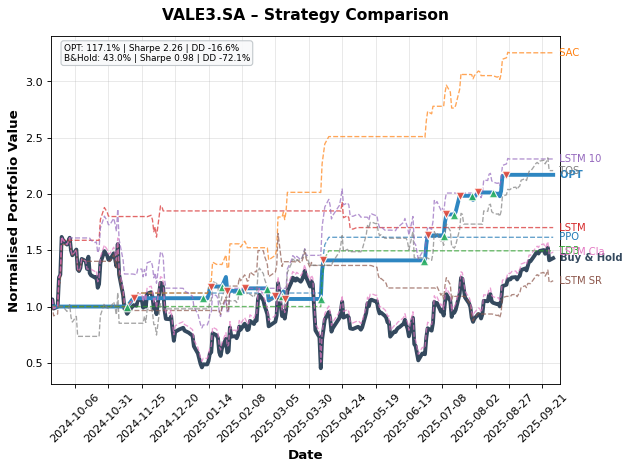 VALE3.SA – Strategy Comparison
OPT: 117.1% | Sharpe 2.26 | DD -16.6%
B&Hold: 43.0% | Sharpe 0.98 | DD -72.1%
Normalised Portfolio Value
3.0
2.5
2.0
1.5
1.0
0.5
SAC
LSTM 10
OPT
LSTM
PPO
LSTM Cla
Buy & Hold
LSTM SR
2024-10-06
2024-10-31
2024-11-25
2024-12-20
2025-01-14
2025-02-08
2025-03-05
2025-03-30
2025-04-24
2025-05-19
2025-06-13
2025-07-08
2025-08-02
2025-08-27
2025-09-21
Date